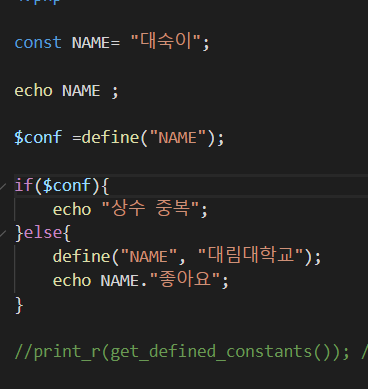 const NAME= "대숙이";
echo NAME ;
$conf =define("NAME");
if($conf){
    echo "상수 중복";
}else{
    define("NAME", "대림대학교");
    echo NAME."좋아요";
}
//print_r(get_defined_constants()); /